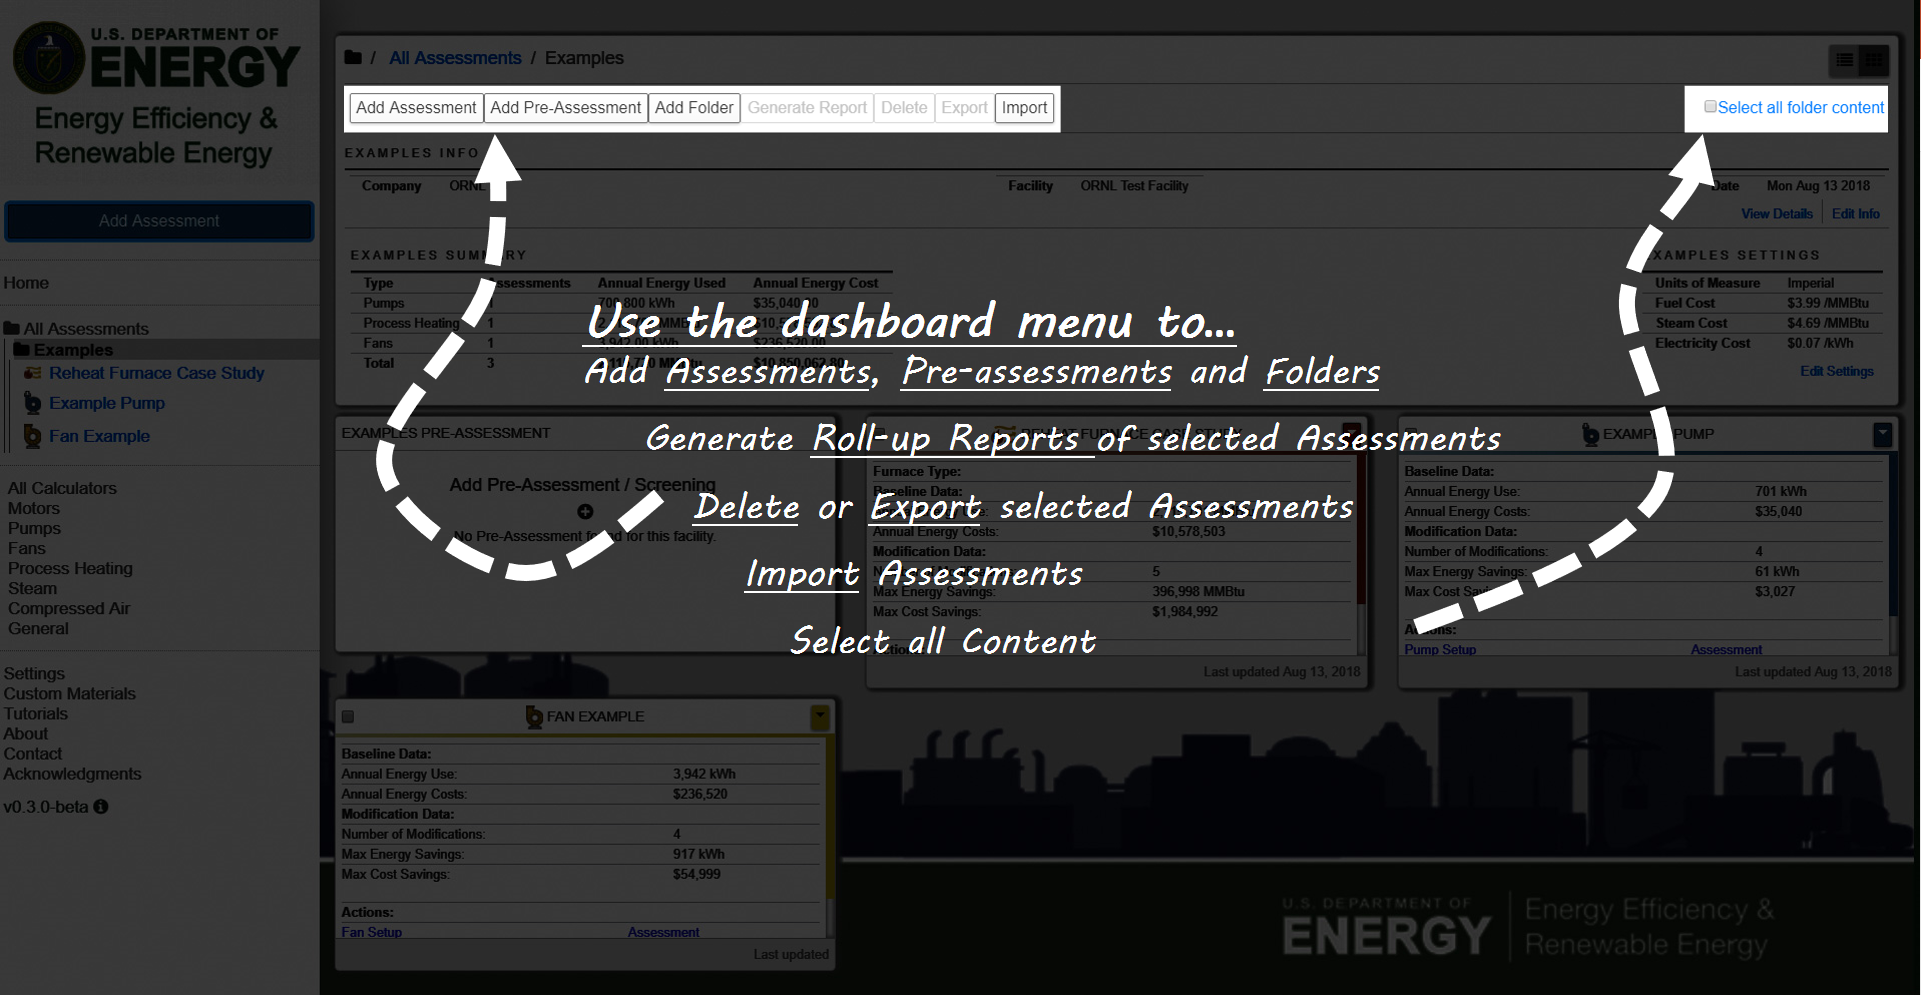 U.S. DEPARTMENT OF
ENERGY
Energy Efficiency &
Renewable Energy
Add Assessment
Home
All Assessments
Examples
Reheat Furnace Case Study
Example Pump
Fan Example
All Calculators
Motors
Pumps
Fans
Process Heating
Steam
Compressed Air
General
Settings
Custom Materials
Tutorials
About
Contact
Acknowledgments
v0.3.0-beta
/ All Assessments / Examples
Add Assessment Add Pre-Assessment Add Folder Generate Report Delete Export Import
Select all folder content
EXAMPLES INFO
Company ORNL
Facility ORNL Test Facility
Date Mon Aug 13 2018
View Details Edit Info
EXAMPLES SUMMARY
Type Assessments Annual Energy Used Annual Energy Cost
Pumps 1 700,800 kWh $35,040.00
Process Heating 1
Fans 1 3,942.00 kWh $236,520.00
Total 3 $10,850,062.80
EXAMPLES SETTINGS
Units of Measure Imperial
Fuel Cost $3.99 /MMBtu
Steam Cost $4.69 /MMBtu
Electricity Cost $0.07 /kWh
Edit Settings
Use the dashboard menu to...
Add Assessments, Pre-assessments and Folders
Generate Roll-up Reports of selected Assessments
Delete or Export selected Assessments
Import Assessments
Select all Content
EXAMPLES PRE-ASSESSMENT
Add Pre-Assessment / Screening
No Pre-Assessment found for this facility.
REHEAT FURNACE CASE STUDY
Furnace Type:
Baseline Data:
Annual Energy Costs: $10,578,503
Modification Data:
Number of Modifications: 5
Max Energy Savings: 396,998 MMBtu
Max Cost Savings: $1,984,992
Actions:
Last updated Aug 13, 2018
EXAMPLE PUMP
Baseline Data:
Annual Energy Use: 701 kWh
Annual Energy Costs: $35,040
Modification Data:
Number of Modifications: 4
Max Energy Savings: 61 kWh
Max Cost Savings: $3,027
Actions:
Pump Setup Assessment
Last updated Aug 13, 2018
FAN EXAMPLE
Baseline Data:
Annual Energy Use: 3,942 kWh
Annual Energy Costs: $236,520
Modification Data:
Number of Modifications: 4
Max Energy Savings: 917 kWh
Max Cost Savings: $54,999
Actions:
Fan Setup Assessment
Last updated
U.S. DEPARTMENT OF
ENERGY
Energy Efficiency &
Renewable Energy